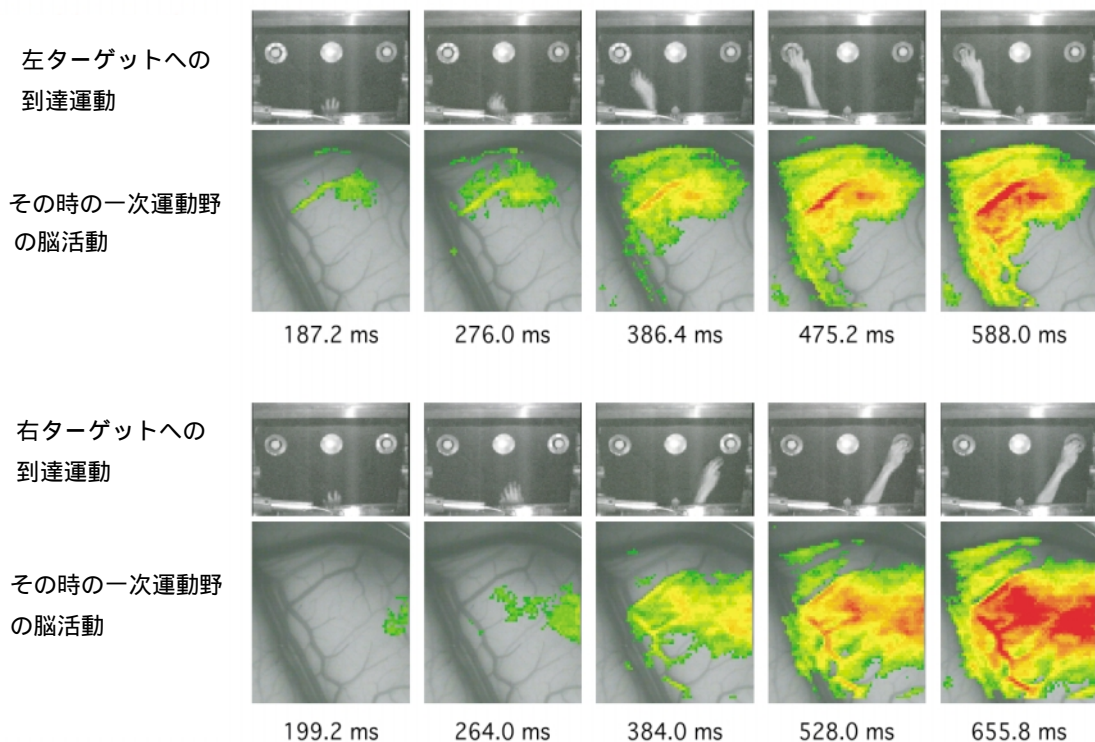 左ターゲットへの
到達運動
その時の一次運動野
の脳活動
187.2 ms 276.0 ms 386.4 ms 475.2 ms 588.0 ms
右ターゲットへの
到達運動
その時の一次運動野
の脳活動
199.2 ms 264.0 ms 384.0 ms 528.0 ms 655.8 ms